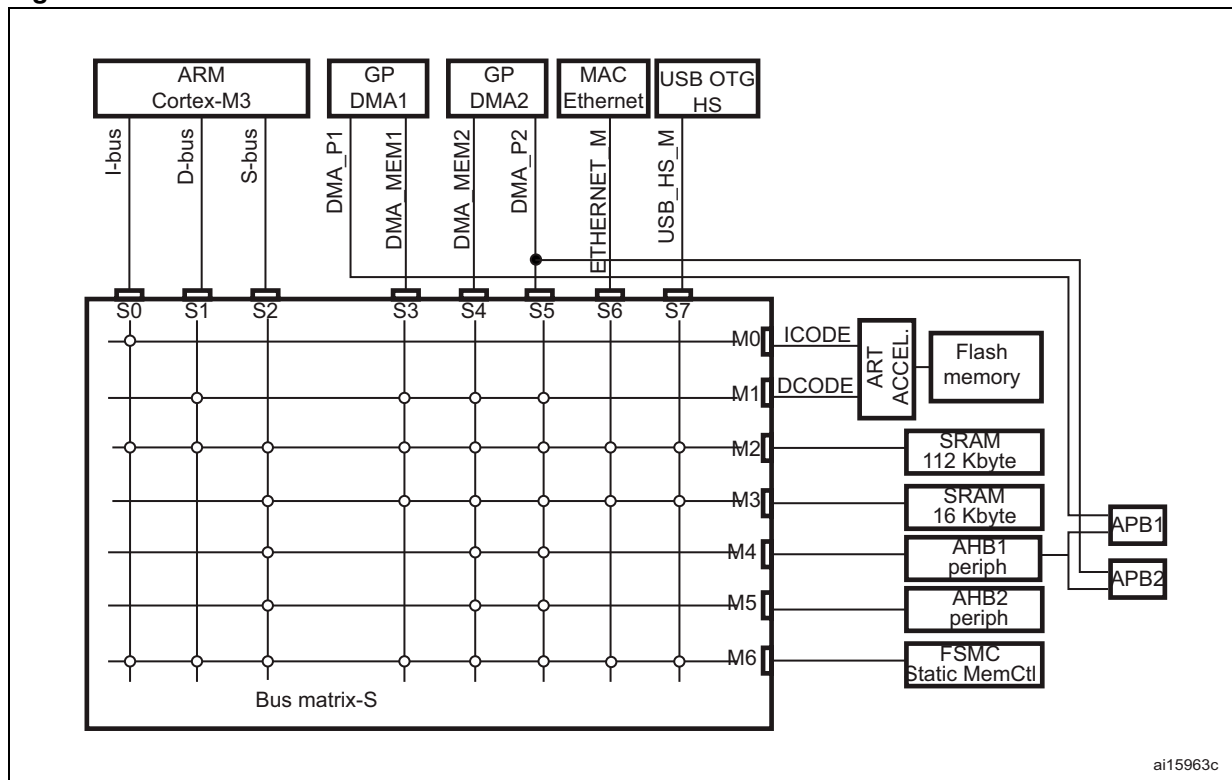 ARM
Cortex-M3
GP
DMA1
GP
DMA2
MAC
Ethernet
USB OTG
HS
I-bus
D-bus
S-bus
DMA_P1
DMA_MEM1
DMA_MEM2
DMA_P2
ETHERNET_M
USB_HS_M
S0
S1
S2
S3
S4
S5
S6
S7
M0
ICODE
M1
DCODE
ART
ACCEL.
Flash
memory
M2
SRAM
112 Kbyte
M3
SRAM
16 Kbyte
M4
AHB1
periph
APB1
APB2
M5
AHB2
periph
M6
FSMC
Static MemCtl
Bus matrix-S
ai15963c